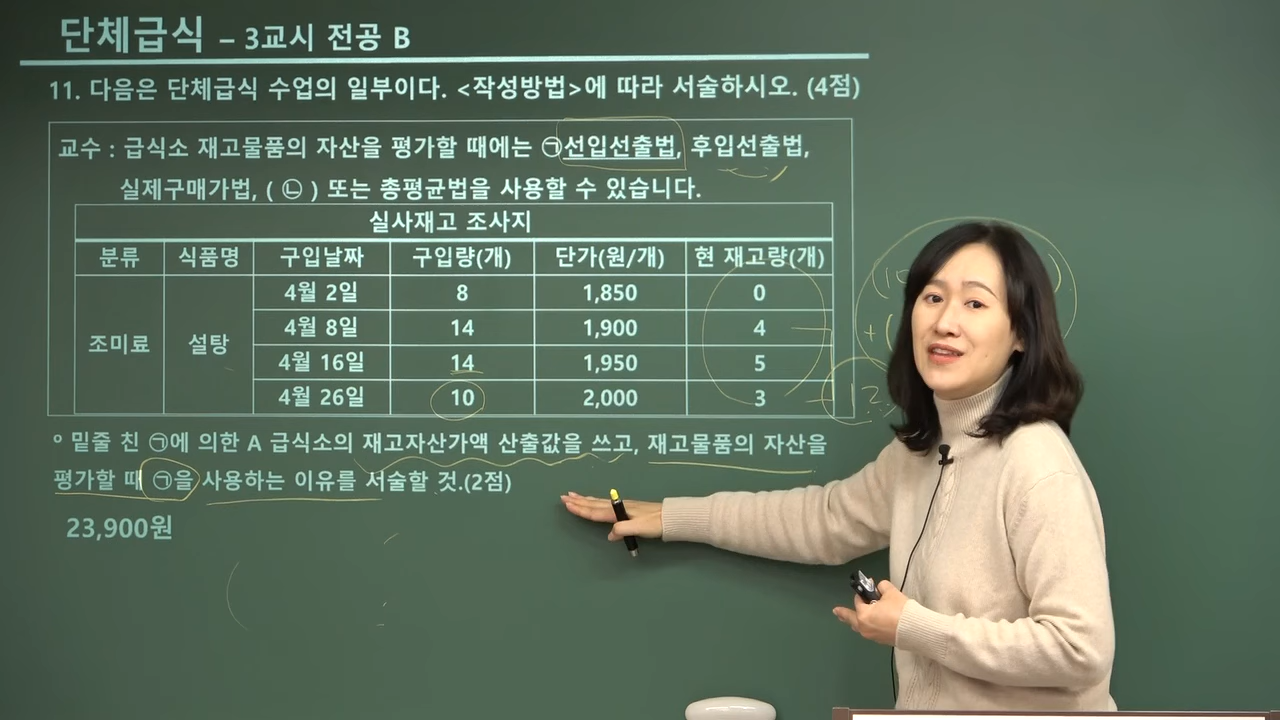 단체급식 – 3교시 전공 B
11. 다음은 단체급식 수업의 일부이다. <작성방법>에 따라 서술하시오. (4점)
교수 : 급식소 재고물품의 자산을 평가할 때에는 ㉠선입선출법, 후입선출법,
실제구매가법, ( ㉡ ) 또는 총평균법을 사용할 수 있습니다.
실사재고 조사지
분류 식품명 구입날짜 구입량(개) 단가(원/개) 현 재고량(개)
조미료 설탕
4월 2일 8 1,850 0
4월 8일 14 1,900 4
4월 16일 14 1,950 5
4월 26일 10 2,000 3
º 밑줄 친 ㉠에 의한 A 급식소의 재고자산가액 산출값을 쓰고, 재고물품의 자산을
평가할 때 ㉠을 사용하는 이유를 서술할 것.(2점)
23,900원
12